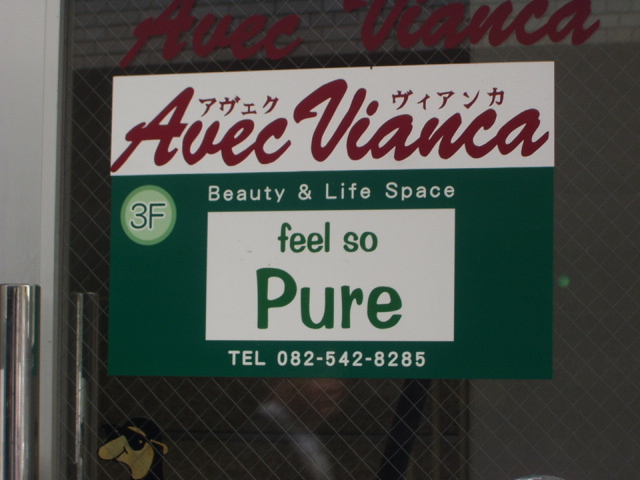 Avec Vianca
アヴェク ヴィアンカ
Avec Vianca
3F
Beauty & Life Space
feel so
Pure
TEL 082-542-8285